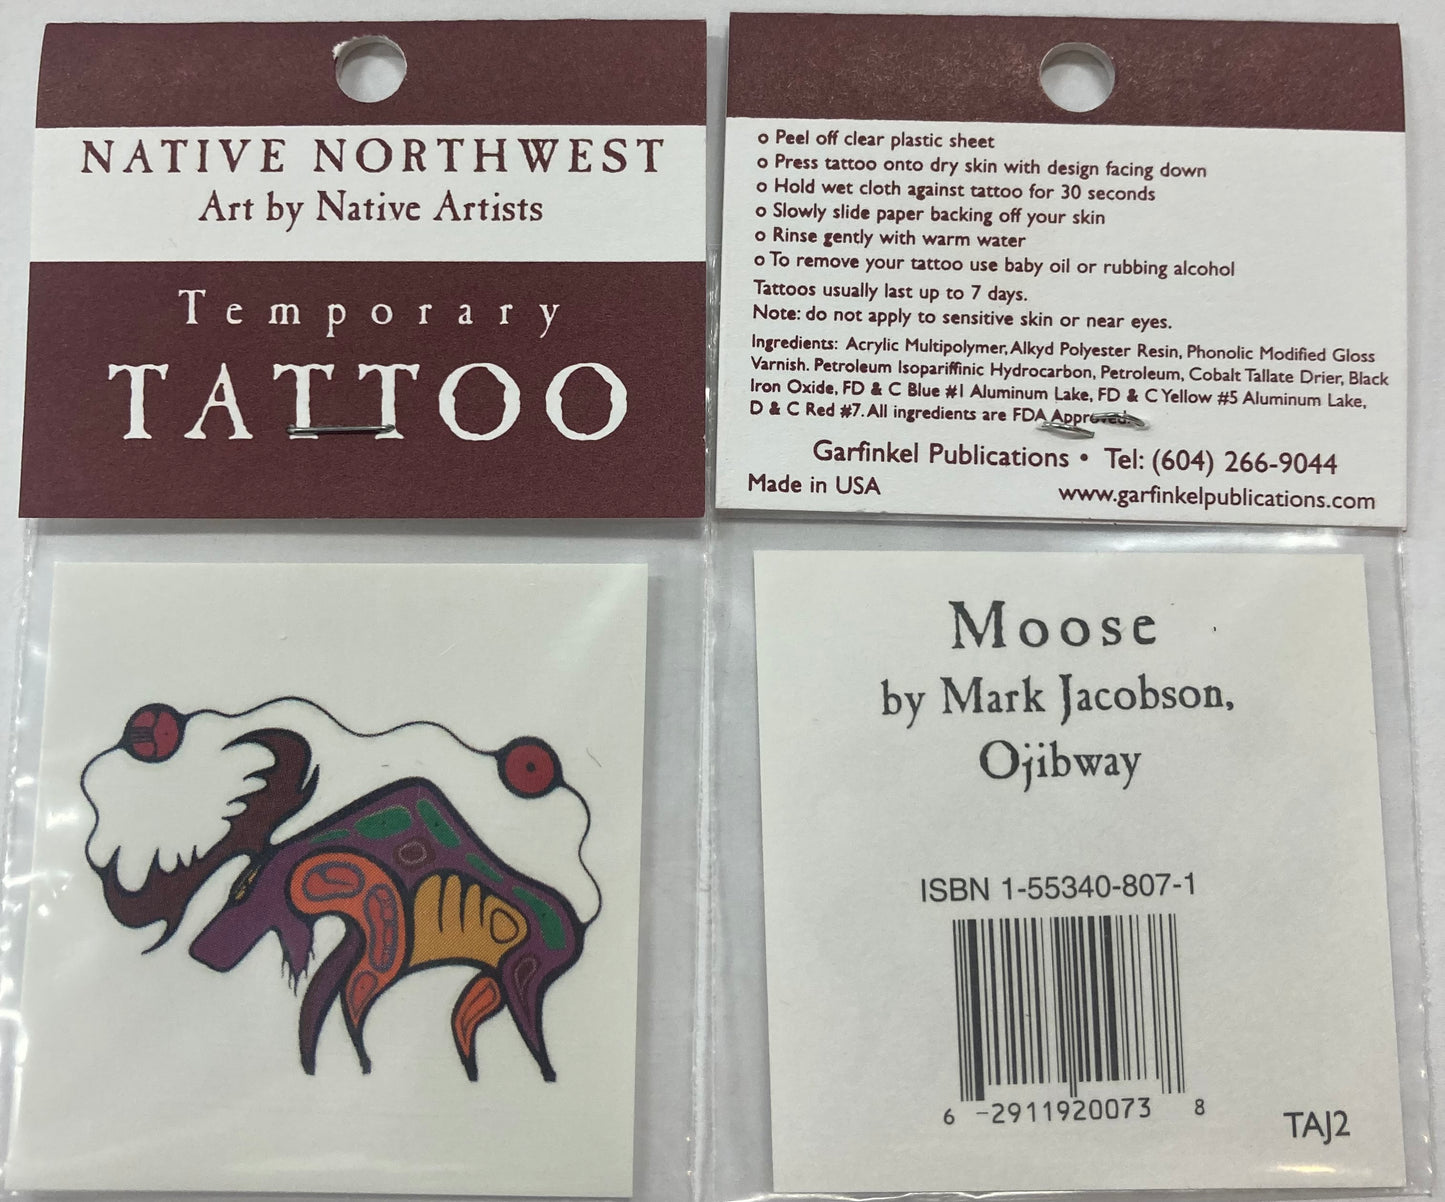 NATIVE NORTHWEST
Art by Native Artists
Temporary
TATTOO
o Peel off clear plastic sheet
o Press tattoo onto dry skin with design facing down
o Hold wet cloth against tattoo for 30 seconds
o Slowly slide paper backing off your skin
o Rinse gently with warm water
o To remove your tattoo use baby oil or rubbing alcohol
Tattoos usually last up to 7 days.
Note: do not apply to sensitive skin or near eyes.
Ingredients: Acrylic Multipolymer, Alkyd Polyester Resin, Phonolic Modified Gloss
Varnish. Petroleum Isopariffinic Hydrocarbon, Petroleum, Cobalt Tallate Drier, Black
Iron Oxide, FD & C Blue #1 Aluminum Lake, FD & C Yellow #5 Aluminum Lake,
D & C Red #7. All ingredients are FDA Approved.
Garfinkel Publications • Tel: (604) 266-9044
Made in USA www.garfinkelpublications.com
Moose
by Mark Jacobson,
Ojibway
ISBN 1-55340-807-1
6 -2911920073 8
TAJ2